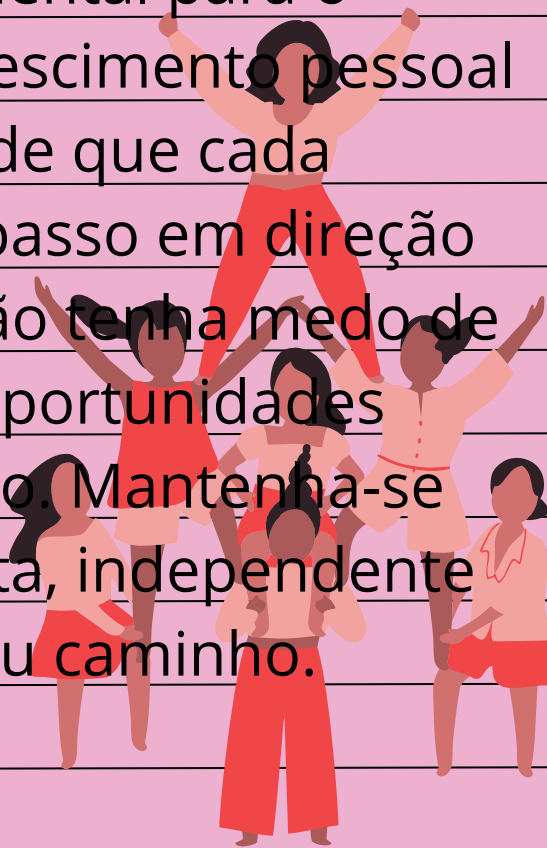 escimento pessoal
de que cada
passo em direção
ão tenha medo de
portunidades
o. Mantenha-se
ta, independente
u caminho.